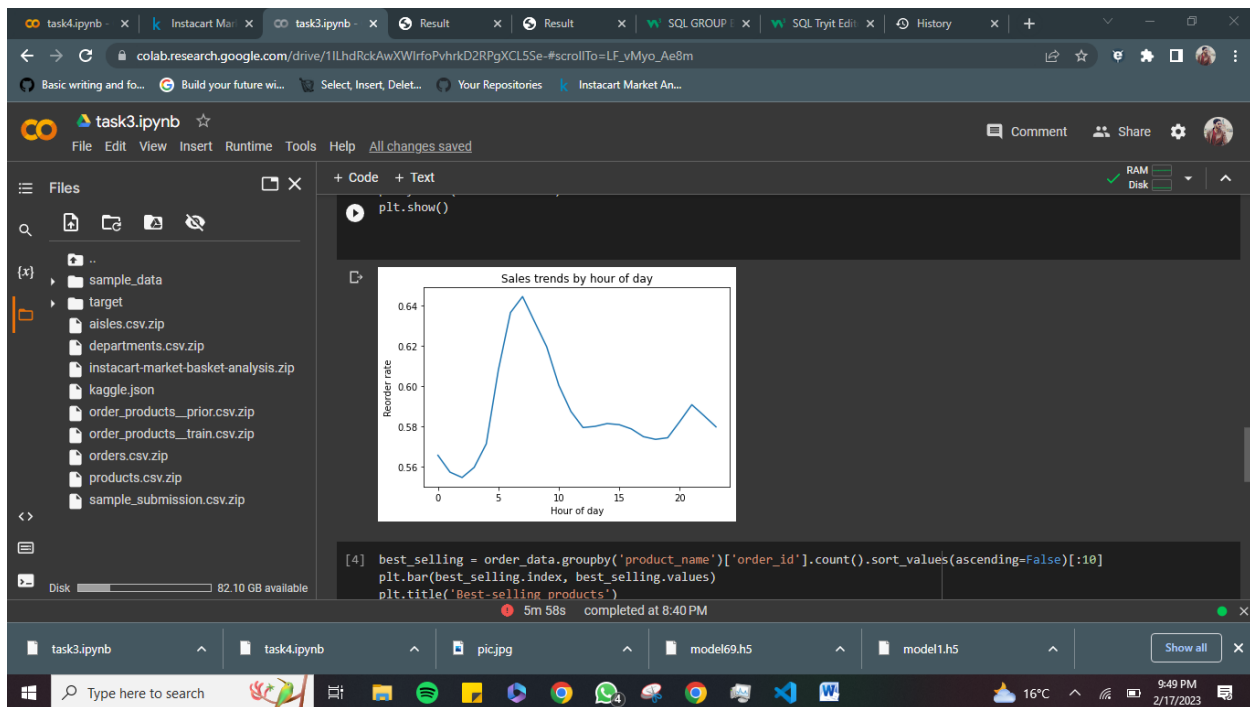 task4.ipynb -
Instacart Mar
task3.ipynb -
Result
Result
SQL GROUP
SQL Tryit Edit
History
colab.research.google.com/drive/1ILhdRckAwXWIrfoPvhrkD2RPgXCL5Se-#scrollTo=LF_vMyo_Ae8m
Basic writing and fo...
Build your future wi...
Select, Insert, Delet...
Your Repositories
Instacart Market An...
task3.ipynb
File Edit View Insert Runtime Tools Help All changes saved
Comment
Share
Files
+ Code + Text
RAM
Disk
..
sample_data
target
aisles.csv.zip
departments.csv.zip
instacart-market-basket-analysis.zip
kaggle.json
order_products__prior.csv.zip
order_products__train.csv.zip
orders.csv.zip
products.csv.zip
sample_submission.csv.zip
Disk 82.10 GB available
plt.show()
Sales trends by hour of day
0.64
0.62
0.60
0.58
0.56
Reorder rate
0 5 10 15 20
Hour of day
[4] best_selling = order_data.groupby('product_name')['order_id'].count().sort_values(ascending=False)[:10]
plt.bar(best_selling.index, best_selling.values)
plt.title('Best-selling products')
5m 58s completed at 8:40 PM
task3.ipynb
task4.ipynb
pic.jpg
model69.h5
model1.h5
Show all
Type here to search
4
16°C
9:49 PM
2/17/2023